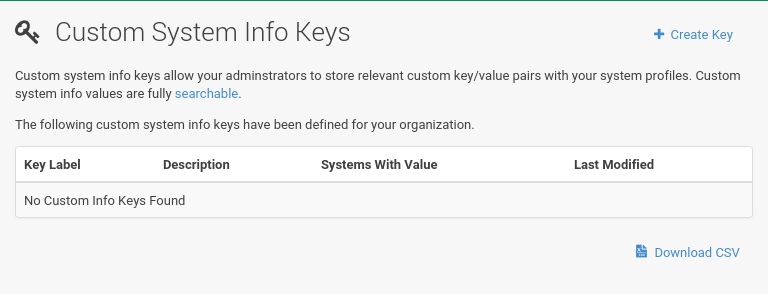 Custom System Info Keys
Create Key
Custom system info keys allow your adminstrators to store relevant custom key/value pairs with your system profiles. Custom
system info values are fully searchable.
The following custom system info keys have been defined for your organization.
Key Label Description Systems With Value Last Modified
No Custom Info Keys Found
Download CSV